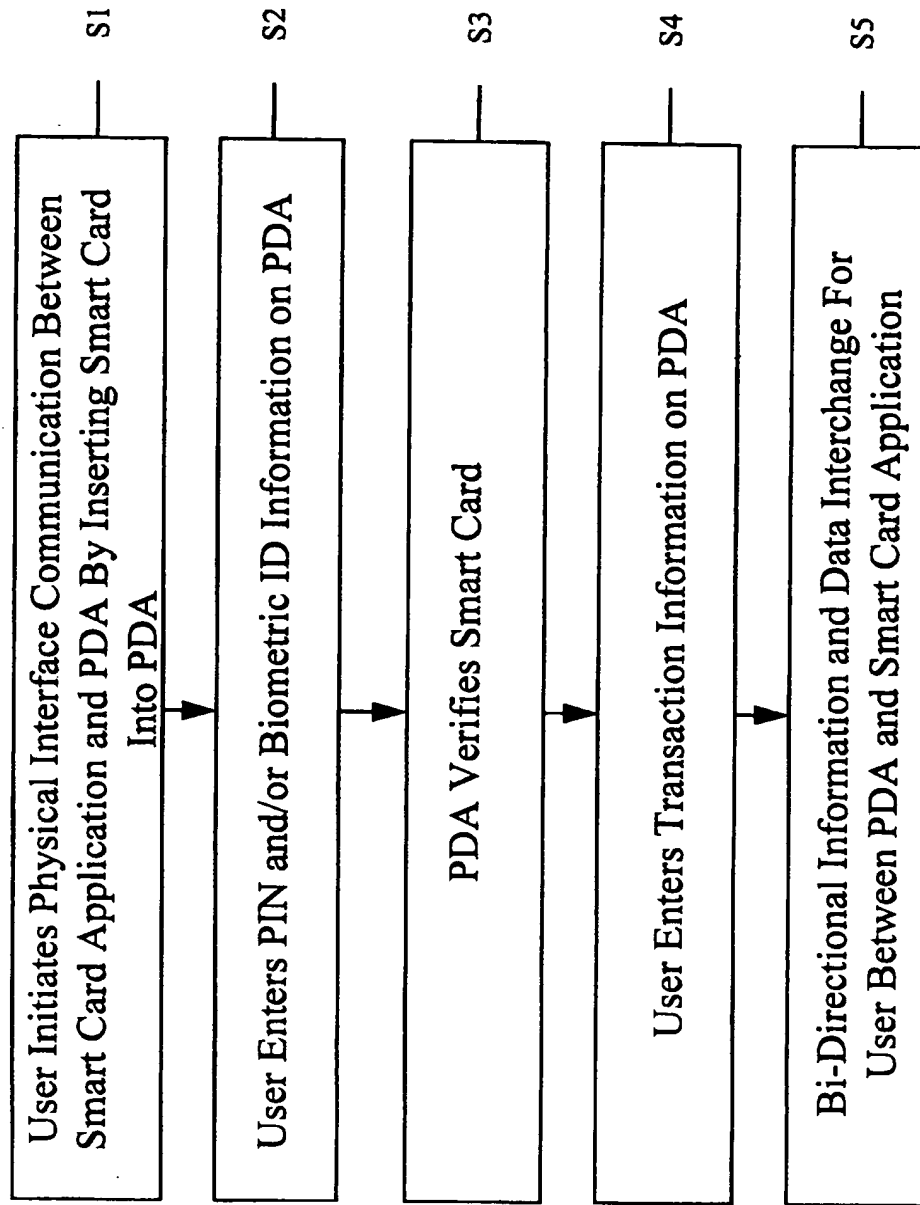 User Initiates Physical Interface Communication Between
Smart Card Application and PDA By Inserting Smart Card
Into PDA
S1
User Enters PIN and/or Biometric ID Information on PDA
S2
PDA Verifies Smart Card
S3
User Enters Transaction Information on PDA
S4
Bi-Directional Information and Data Interchange For
User Between PDA and Smart Card Application
S5